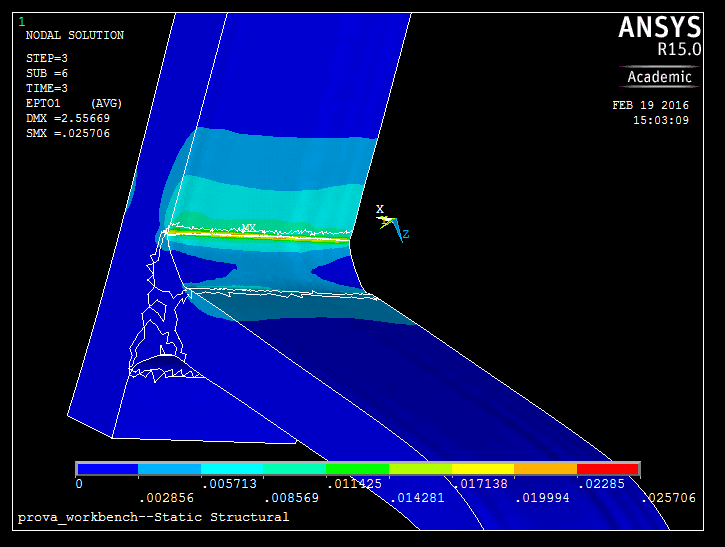 1
NODAL SOLUTION
STEP=3
SUB =6
TIME=3
EPTO1    (AVG)
DMX =2.55669
SMX =.025706
ANSYS
R15.0
Academic
FEB 19 2016
15:03:09
MX
X
Z
0 .005713 .011425 .017138 .02285
.002856 .008569 .014281 .019994 .025706
prova_workbench--Static Structural